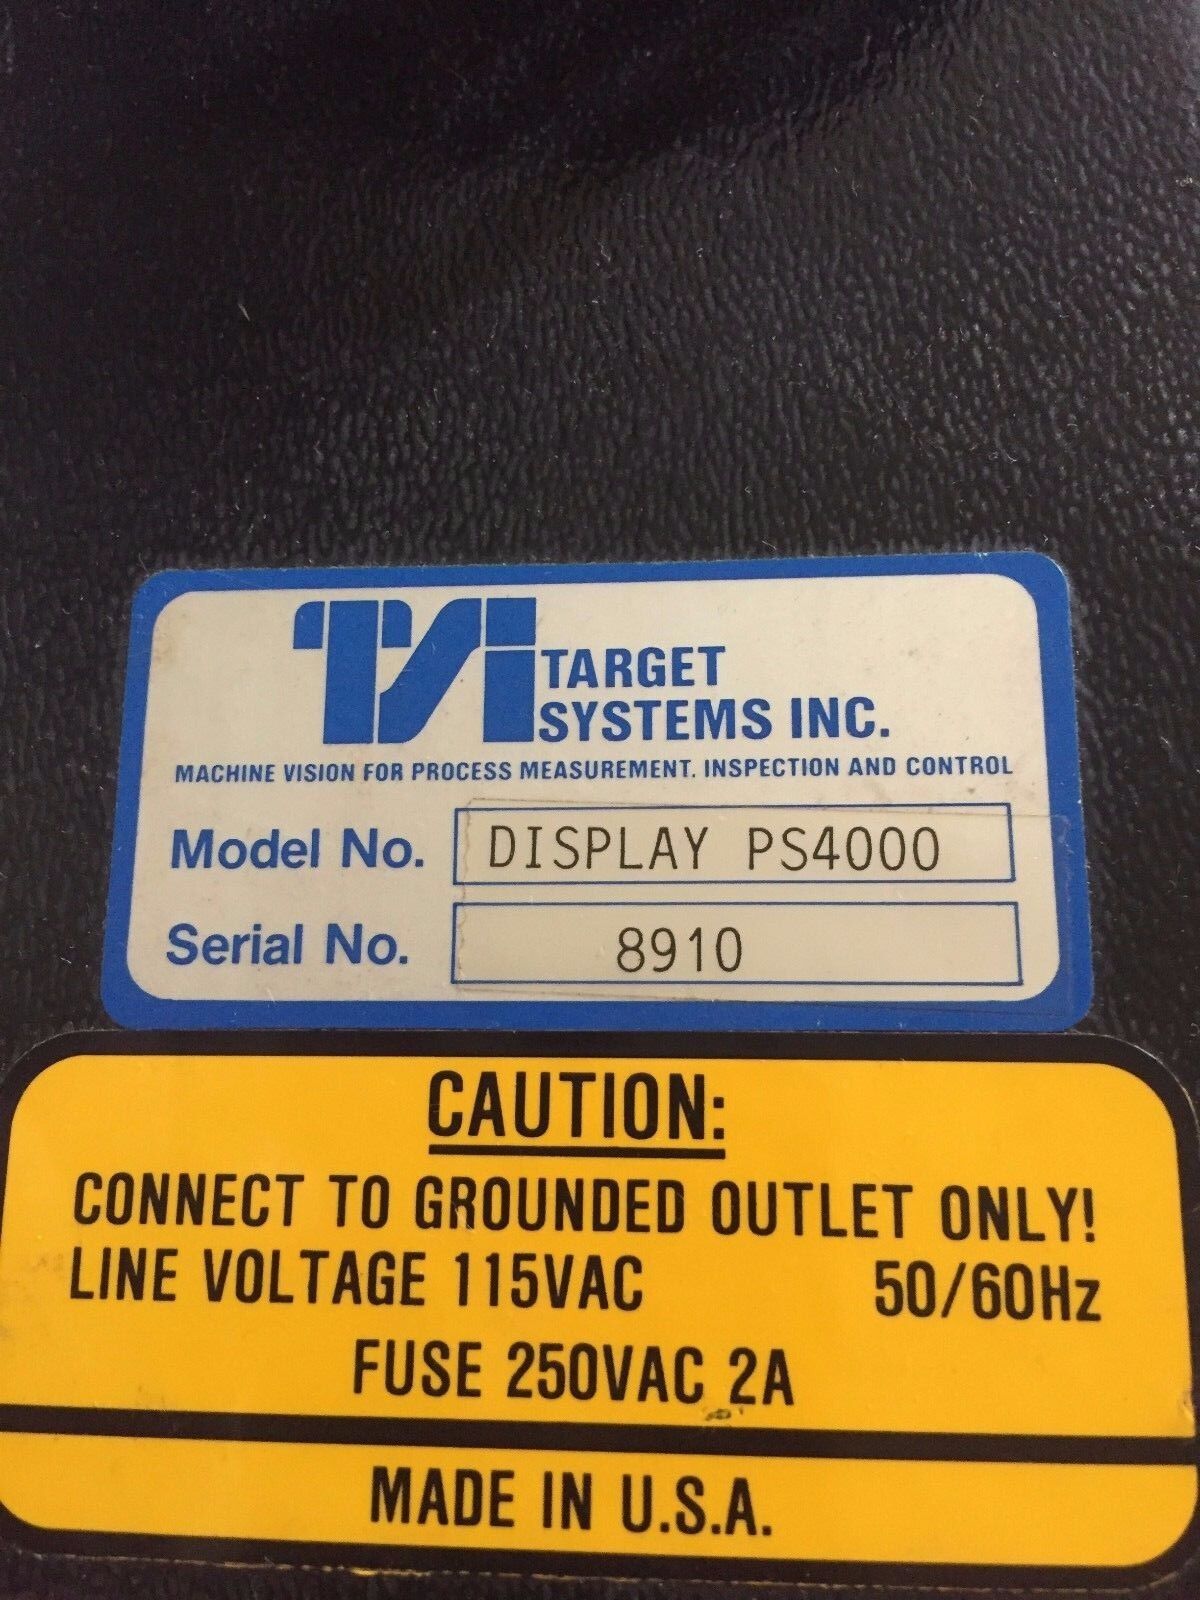 TSI TARGET
SYSTEMS INC.
MACHINE VISION FOR PROCESS MEASUREMENT. INSPECTION AND CONTROL
Model No. DISPLAY PS4000
Serial No. 8910
CAUTION:
CONNECT TO GROUNDED OUTLET ONLY!
LINE VOLTAGE 115VAC 50/60Hz
FUSE 250VAC 2A
MADE IN U.S.A.